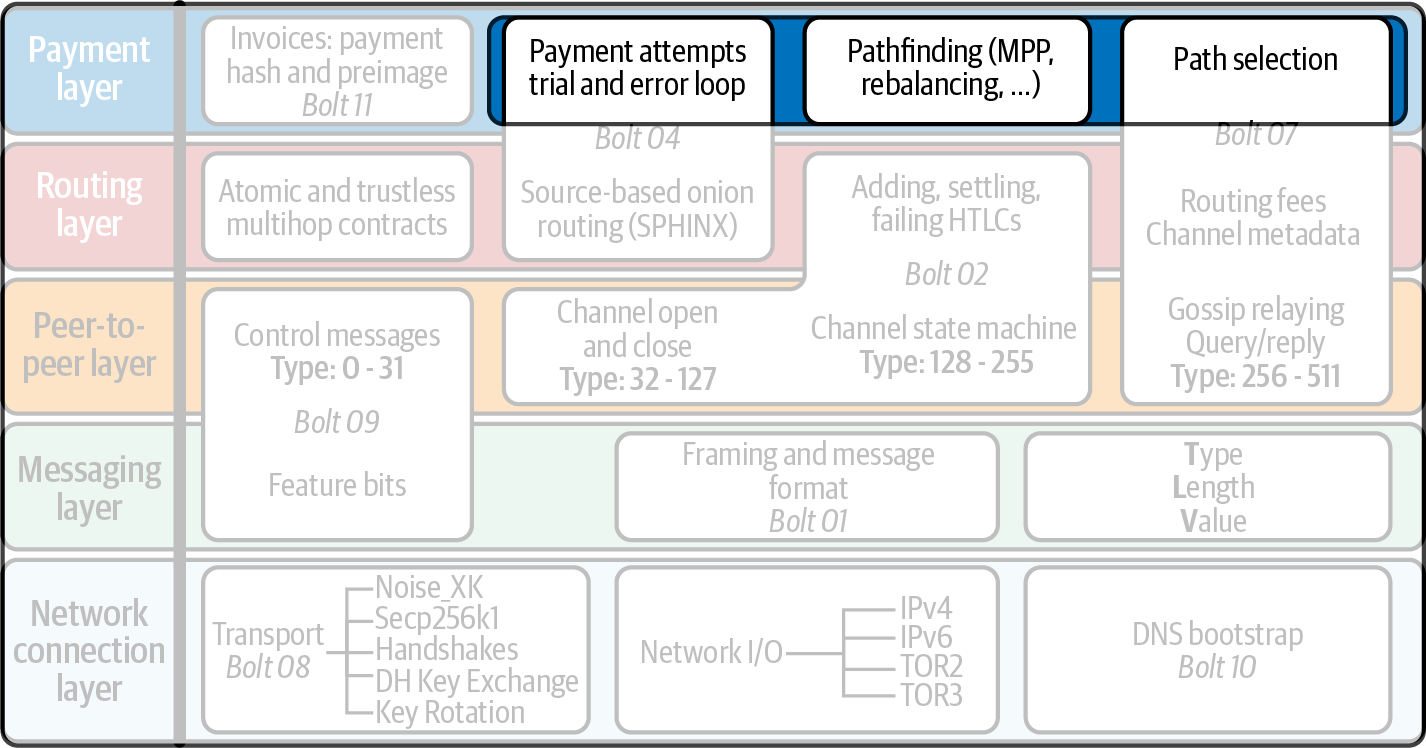 Payment
layer
Invoices: payment
hash and preimage
Bolt 11
Payment attempts
trial and error loop
Pathfinding (MPP,
rebalancing, ...)
Path selection
Bolt 04
Bolt 07
Routing
layer
Atomic and trustless
multihop contracts
Source-based onion
routing (SPHINX)
Adding, settling,
failing HTLCs
Bolt 02
Routing fees
Channel metadata
Peer-to-
peer layer
Control messages
Type: 0 - 31
Bolt 09
Feature bits
Channel open
and close
Type: 32 - 127
Channel state machine
Type: 128 - 255
Gossip relaying
Query/reply
Type: 256 - 511
Messaging
layer
Framing and message
format
Bolt 01
Type
Length
Value
Network
connection
layer
Transport
Bolt 08
Noise_XK
Secp256k1
Handshakes
DH Key Exchange
Key Rotation
Network I/O
IPv4
IPv6
TOR2
TOR3
DNS bootstrap
Bolt 10